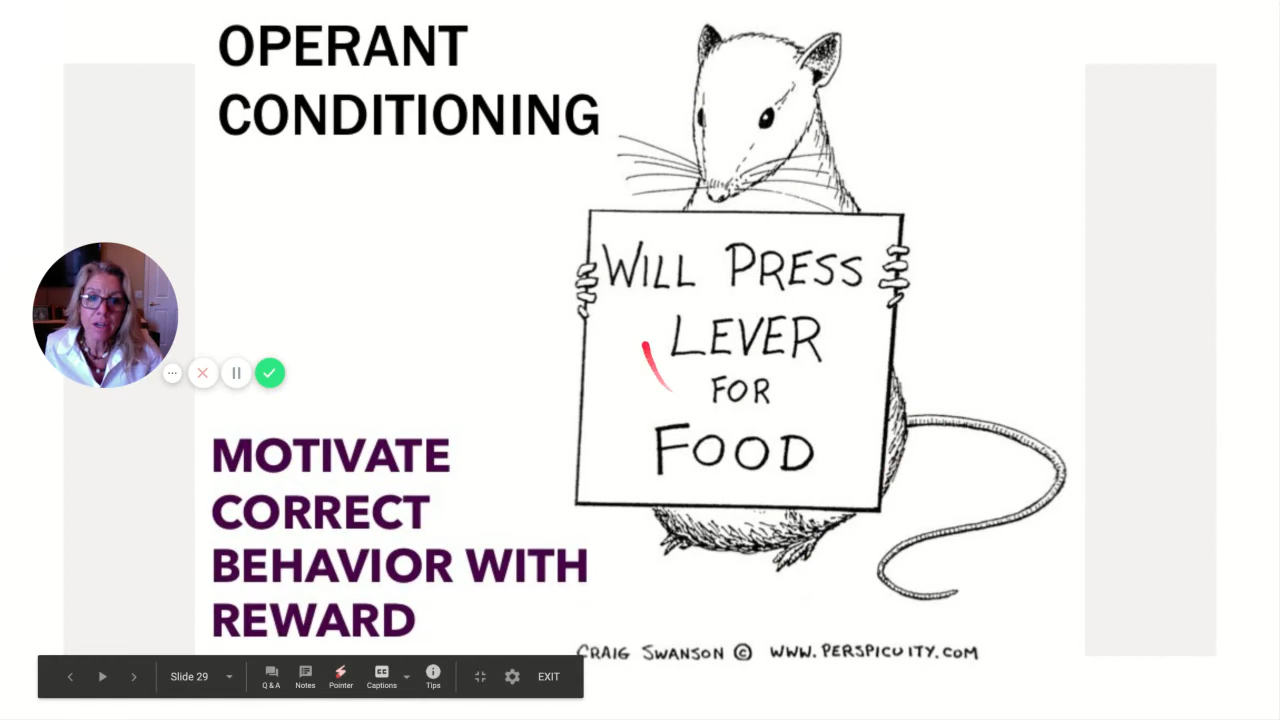 OPERANT
CONDITIONING
WILL PRESS
LEVER
FOR
FOOD
MOTIVATE
CORRECT
BEHAVIOR WITH
REWARD
CRAIG SWANSON © WWW.PERSPICUITY.COM
Slide 29
Q&A
Notes
Pointer
CC
Captions
Tips
EXIT